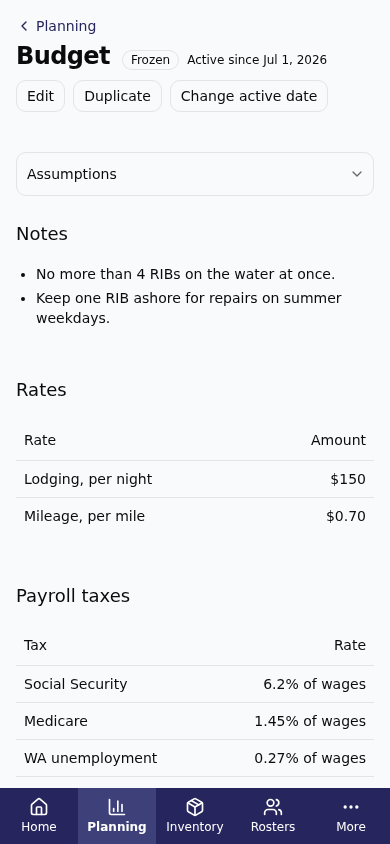 Planning
Budget Frozen Active since Jul 1, 2026
Edit Duplicate Change active date
Assumptions
Notes
• No more than 4 RIBs on the water at once.
• Keep one RIB ashore for repairs on summer
weekdays.
Rates
Rate Amount
Lodging, per night $150
Mileage, per mile $0.70
Payroll taxes
Tax Rate
Social Security 6.2% of wages
Medicare 1.45% of wages
WA unemployment 0.27% of wages
Home Planning Inventory Rosters More